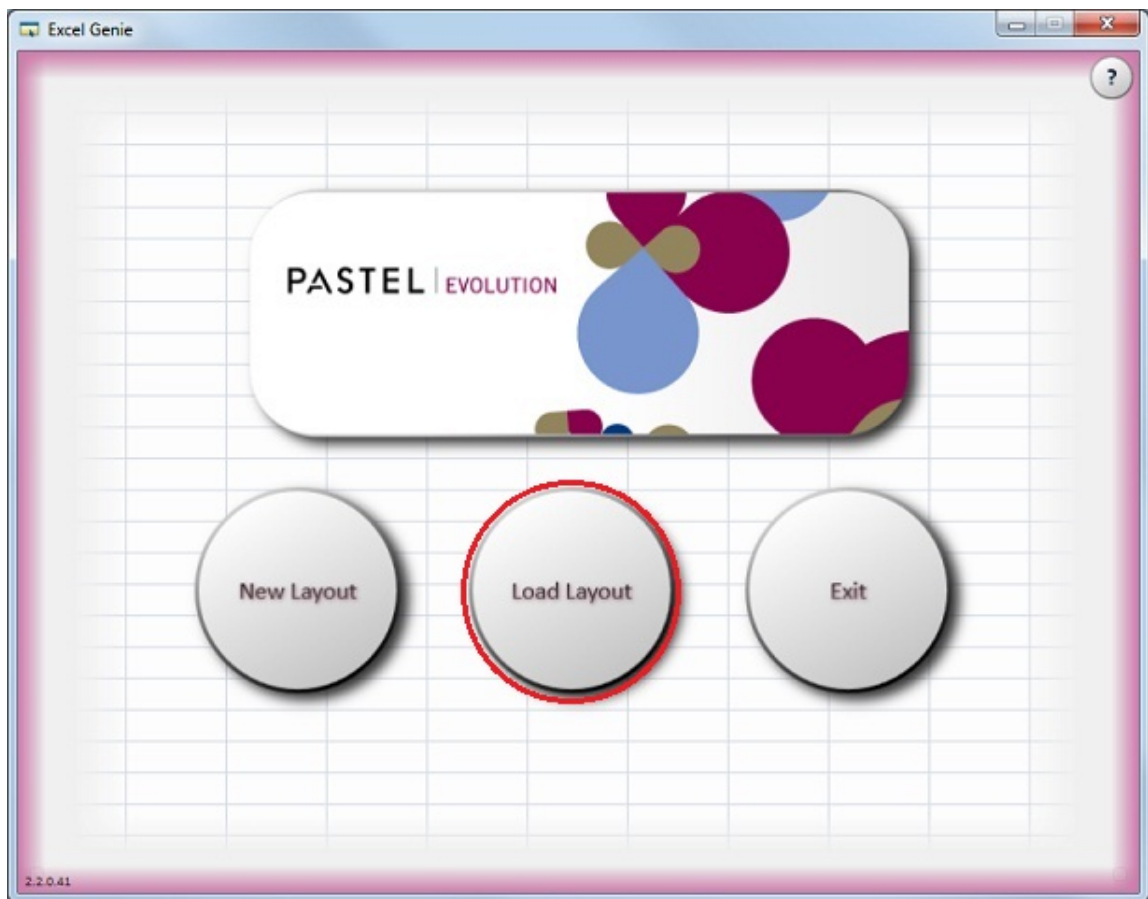 Excel Genie
?
PASTEL | EVOLUTION
New Layout
Load Layout
Exit
2.2.0.41